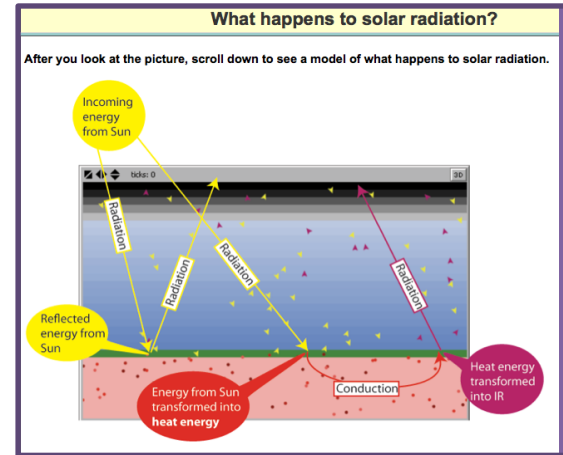 What happens to solar radiation?
After you look at the picture, scroll down to see a model of what happens to solar radiation.
Incoming
energy
from Sun
ticks: 0
3D
Radiation
Radiation
Radiation
Radiation
Reflected
energy from
Sun
Energy from Sun
transformed into
heat energy
Conduction
Heat energy
transformed
into IR